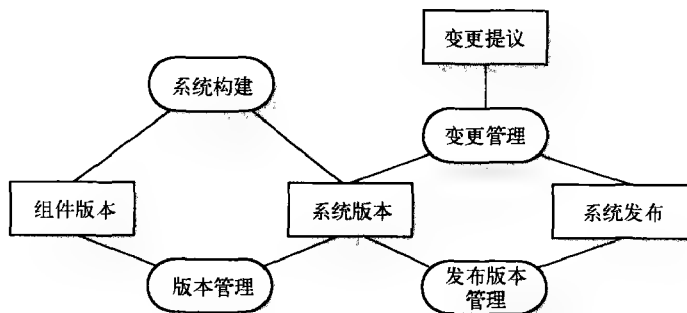 变更提议
系统构建
变更管理
组件版本
系统版本
系统发布
版本管理
发布版本
管理